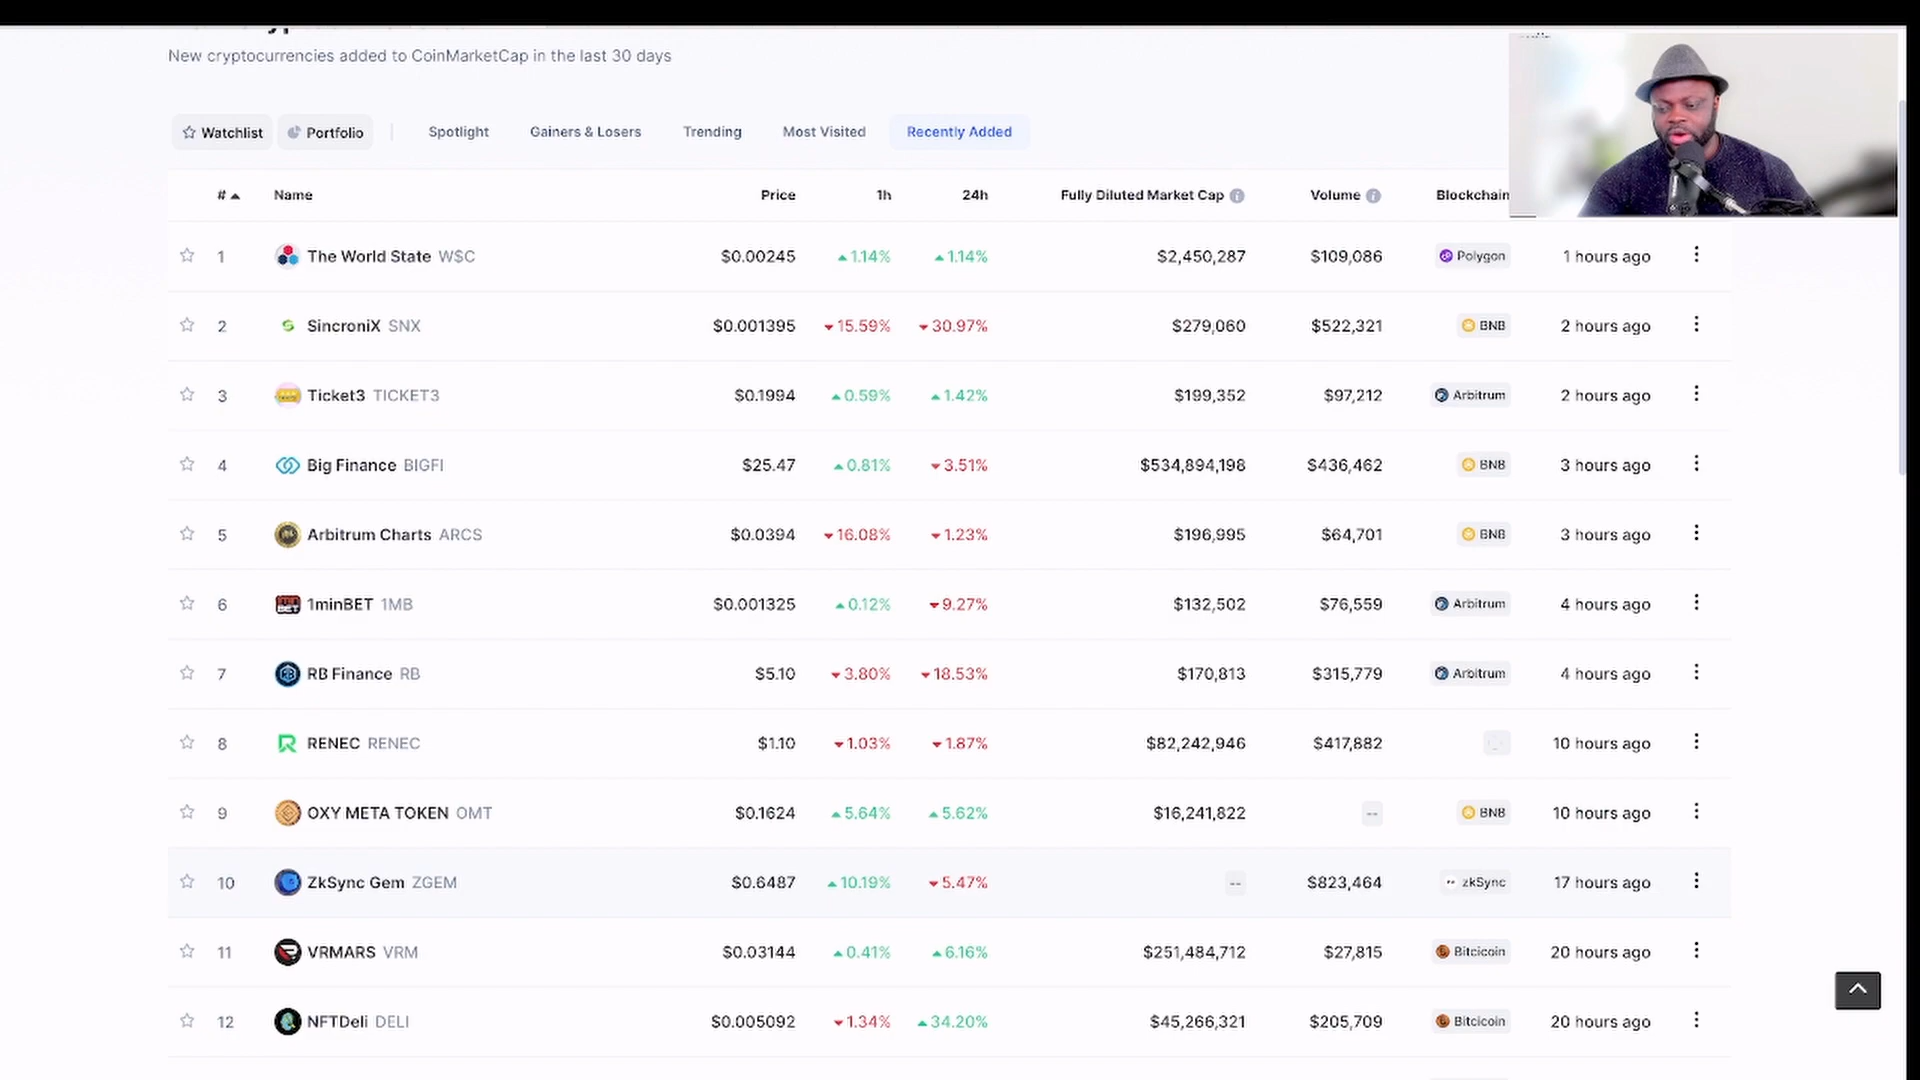 New cryptocurrencies added to CoinMarketCap in the last 30 days
Watchlist Portfolio Spotlight Gainers & Losers Trending Most Visited Recently Added
# Name Price 1h 24h Fully Diluted Market Cap Volume Blockchain
1 The World State W$C $0.00245 1.14% 1.14% $2,450,287 $109,086 Polygon 1 hours ago
2 SincroniX SNX $0.001395 15.59% 30.97% $279,060 $522,321 BNB 2 hours ago
3 Ticket3 TICKET3 $0.1994 0.59% 1.42% $199,352 $97,212 Arbitrum 2 hours ago
4 Big Finance BIGFI $25.47 0.81% 3.51% $534,894,198 $436,462 BNB 3 hours ago
5 Arbitrum Charts ARCS $0.0394 16.08% 1.23% $196,995 $64,701 BNB 3 hours ago
6 1minBET 1MB $0.001325 0.12% 9.27% $132,502 $76,559 Arbitrum 4 hours ago
7 RB Finance RB $5.10 3.80% 18.53% $170,813 $315,779 Arbitrum 4 hours ago
8 RENEC RENEC $1.10 1.03% 1.87% $82,242,946 $417,882 10 hours ago
9 OXY META TOKEN OMT $0.1624 5.64% 5.62% $16,241,822 -- BNB 10 hours ago
10 ZkSync Gem ZGEM $0.6487 10.19% 5.47% -- $823,464 zkSync 17 hours ago
11 VRMARS VRM $0.03144 0.41% 6.16% $251,484,712 $27,815 Bitcicoin 20 hours ago
12 NFTDeli DELI $0.005092 1.34% 34.20% $45,266,321 $205,709 Bitcicoin 20 hours ago